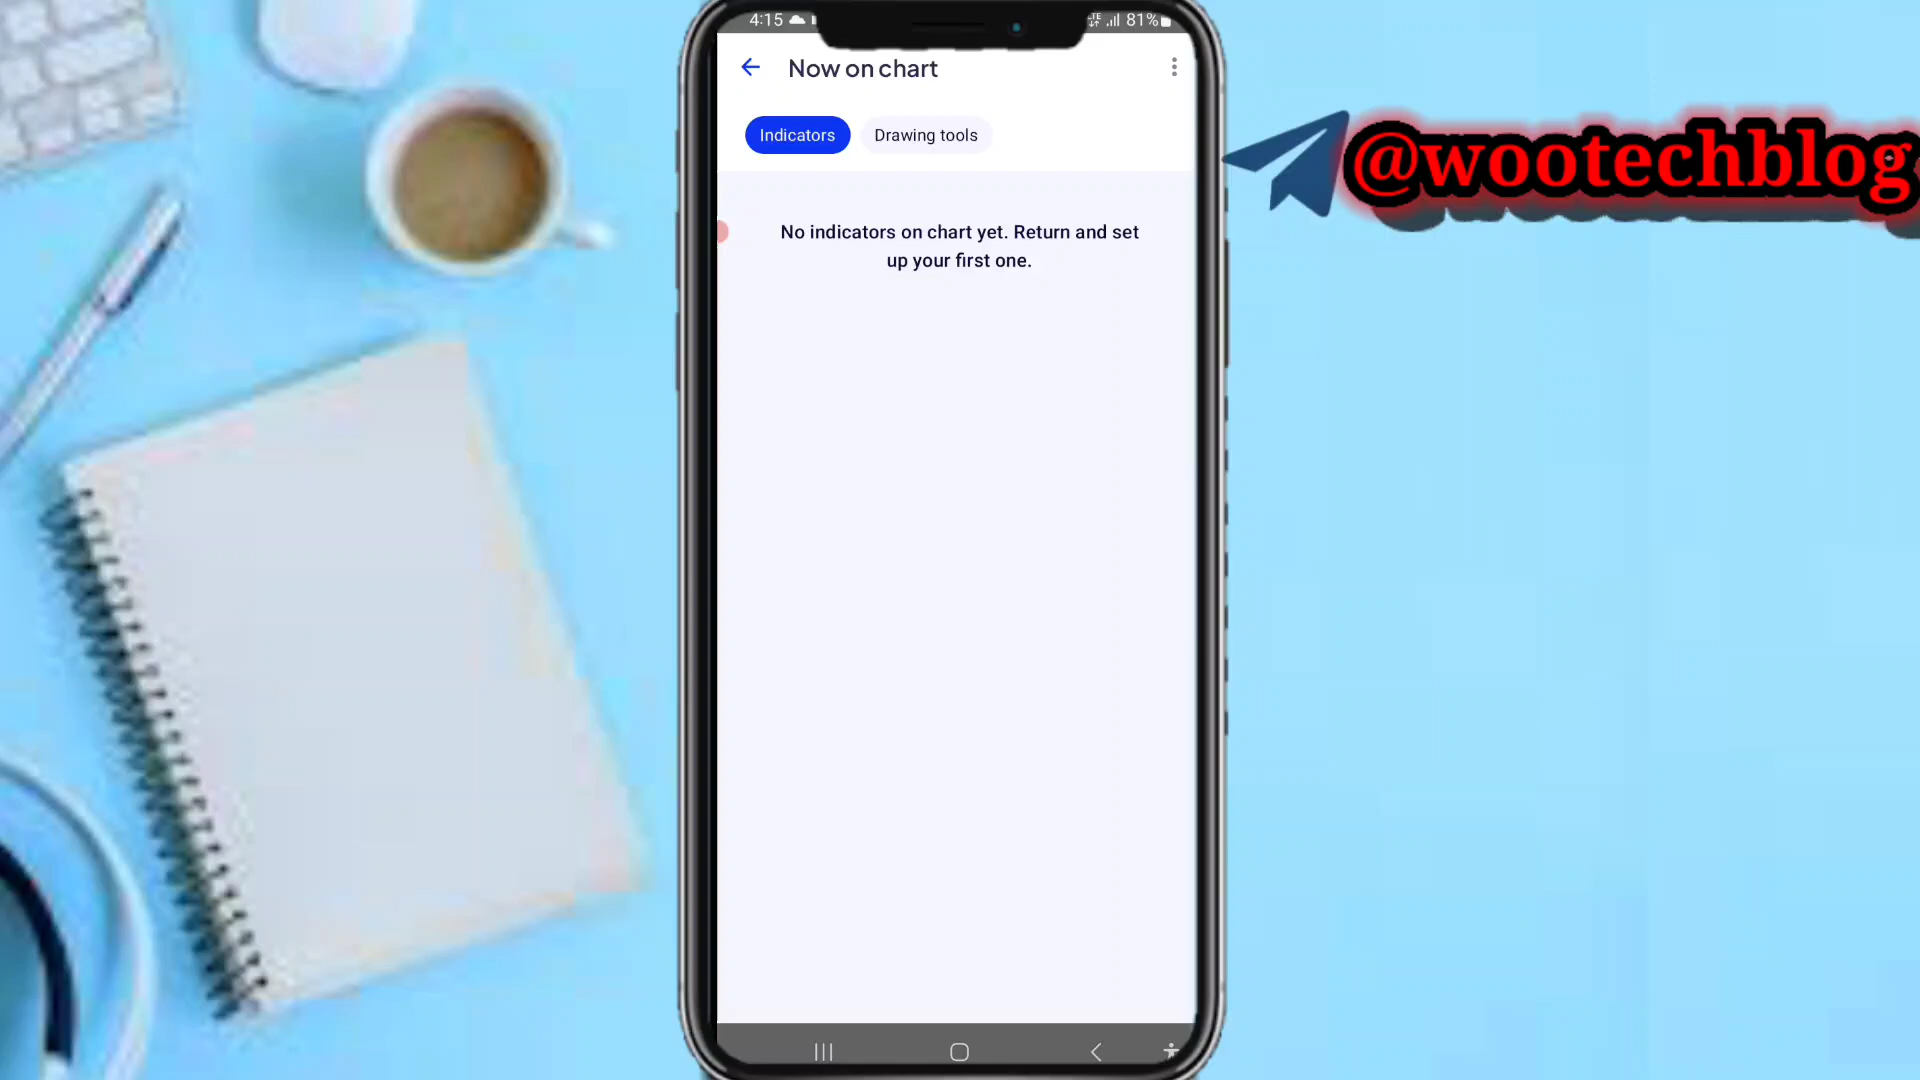 4:15
81%
Now on chart
Indicators
Drawing tools
No indicators on chart yet. Return and set
up your first one.
@wootechblog